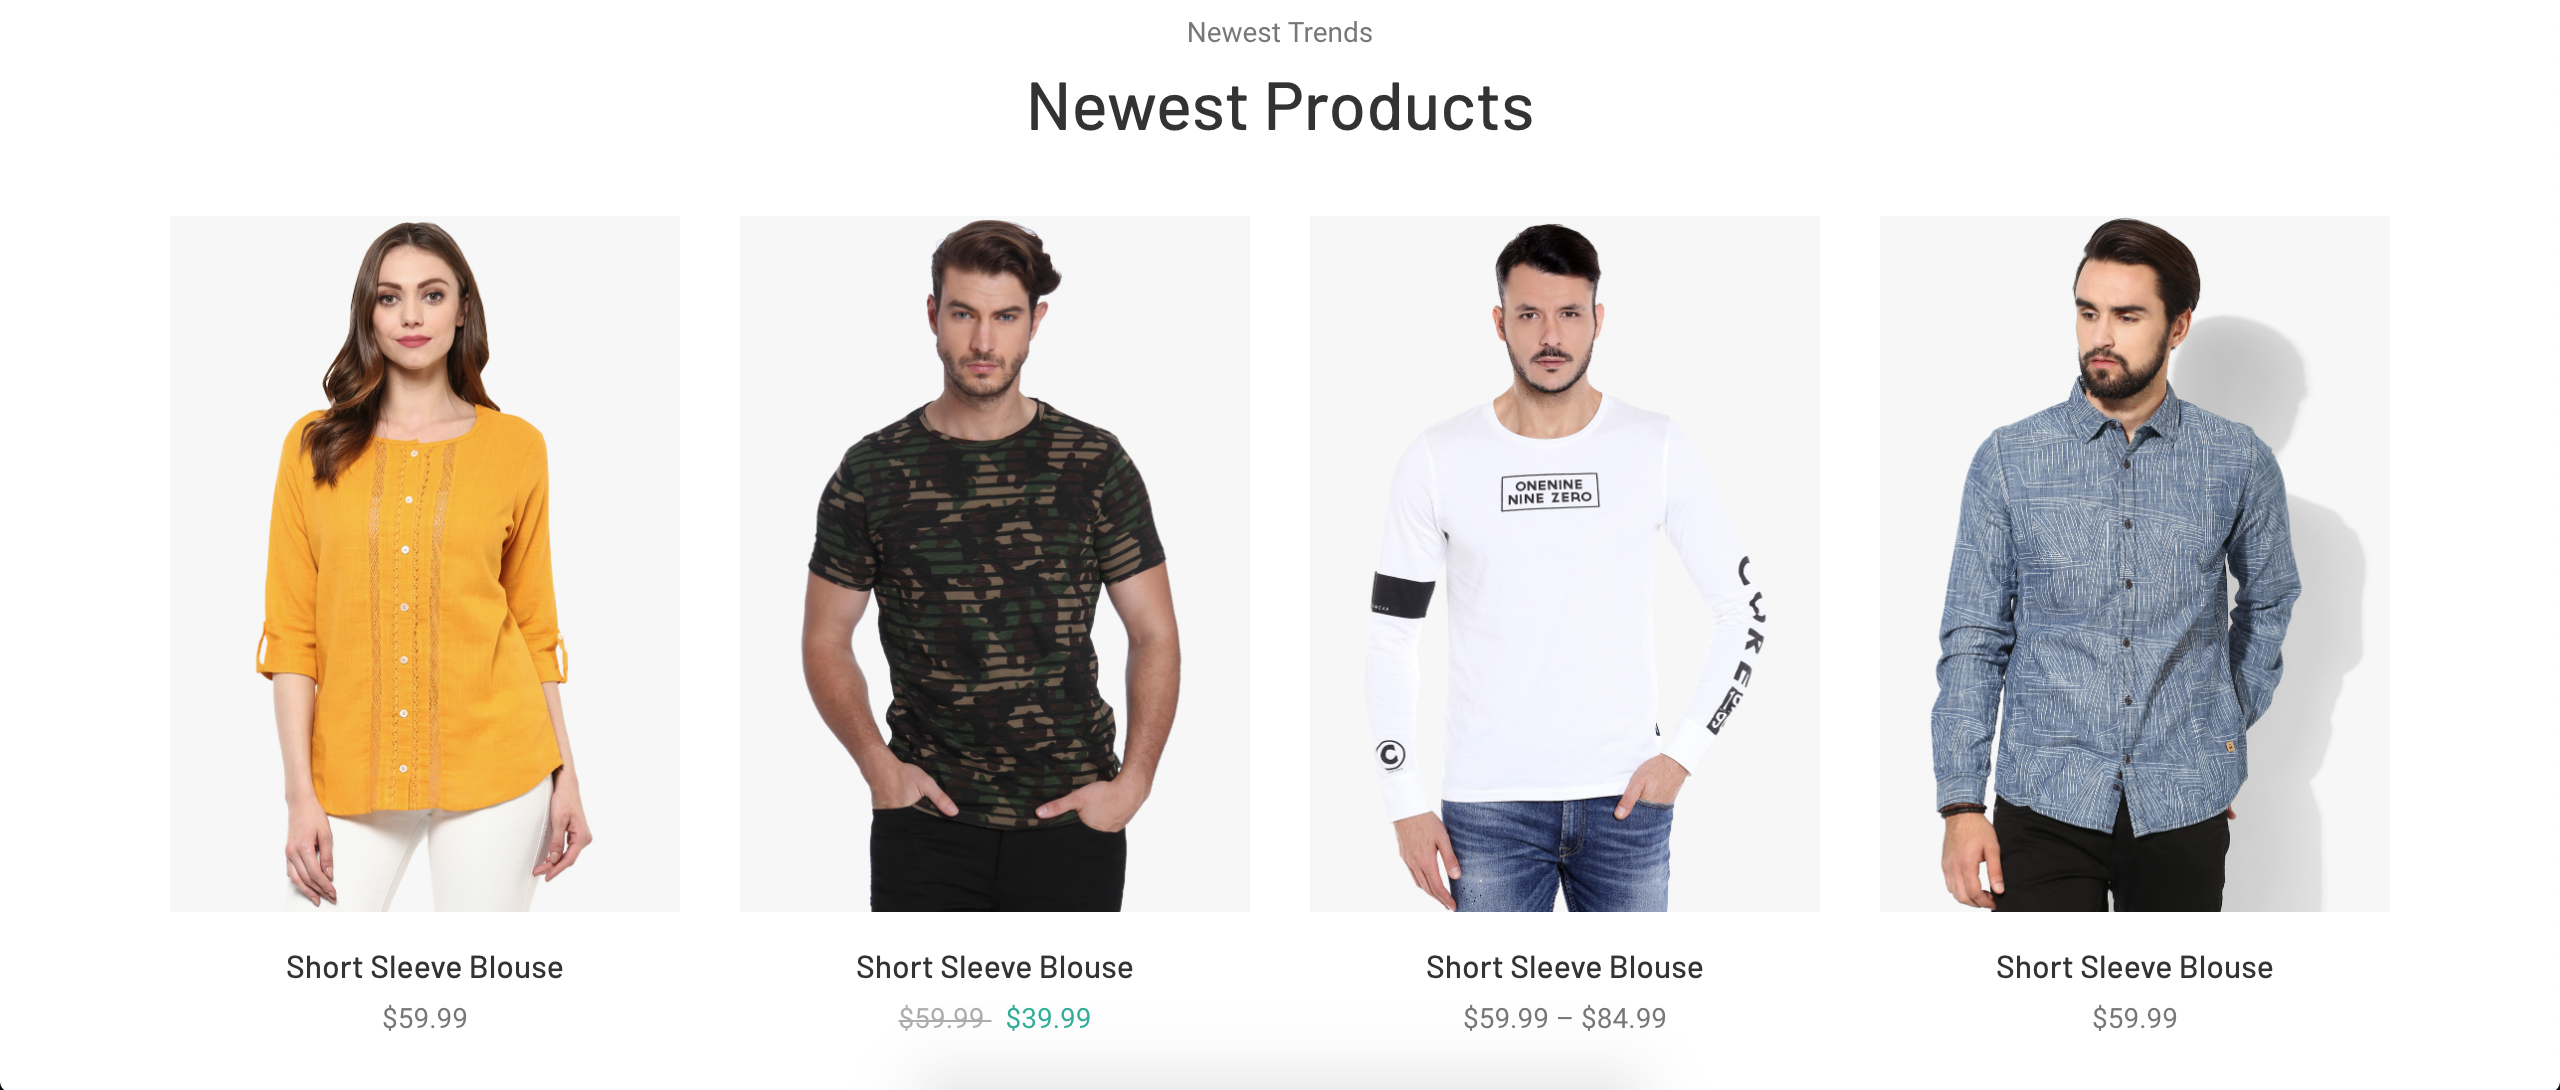 Newest Trends
Newest Products
ONENINE
NINE ZERO
C
Short Sleeve Blouse
$59.99
Short Sleeve Blouse
$59.99 $39.99
Short Sleeve Blouse
$59.99 – $84.99
Short Sleeve Blouse
$59.99